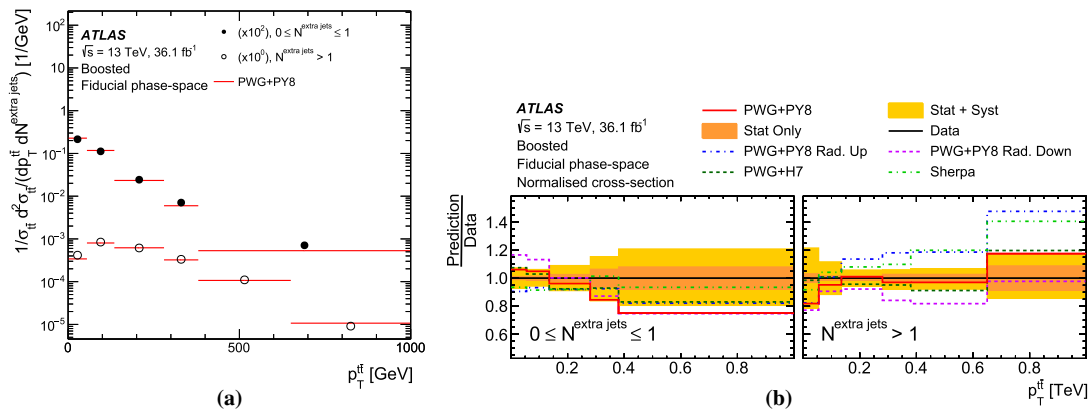 ATLAS
√s = 13 TeV, 36.1 fb¹
Boosted
Fiducial phase-space
(x10²), 0 ≤ N^extra jets ≤ 1
(x10⁰), N^extra jets > 1
PWG+PY8
1/σ_tt̄ d²σ_tt̄/(dp_T^tt̄ dN^extra jets) [1/GeV]
10²
10
1
10⁻¹
10⁻²
10⁻³
10⁻⁴
10⁻⁵
0 500 1000
p_T^tt̄ [GeV]
(a)
ATLAS
√s = 13 TeV, 36.1 fb¹
Boosted
Fiducial phase-space
Normalised cross-section
PWG+PY8
Stat Only
PWG+PY8 Rad. Up
PWG+H7
Stat + Syst
Data
PWG+PY8 Rad. Down
Sherpa
Prediction
Data
1.4
1.2
1.0
0.8
0.6
0 ≤ N^extra jets ≤ 1
N^extra jets > 1
0.2 0.4 0.6 0.8 0.2 0.4 0.6 0.8
p_T^tt̄ [TeV]
(b)